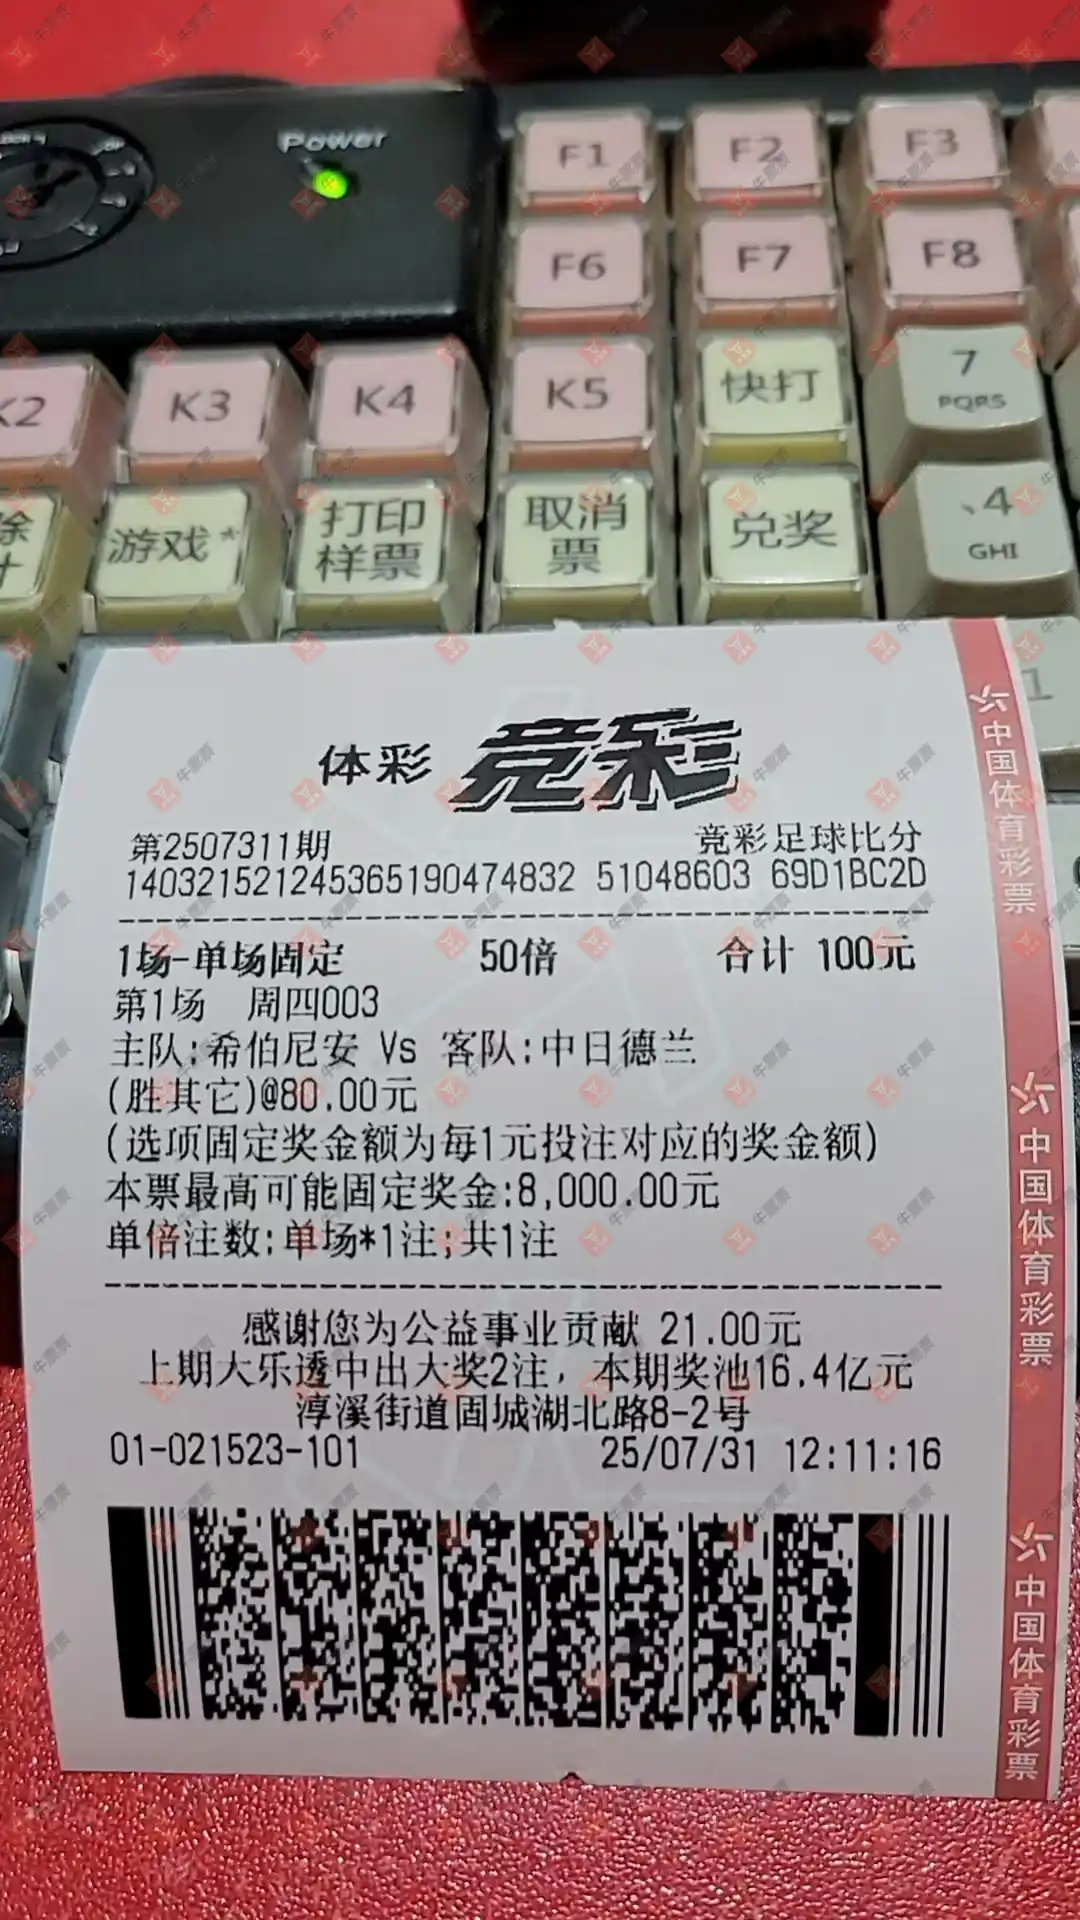 Power
F1 F2 F3
F6 F7 F8
K2 K3 K4 K5 快打 7 PQRS
游戏* 打印样票 取消票 兑奖 、4 GHI
1
体彩 竞彩
第2507311期 竞彩足球比分
140321521245365190474832 51048603 69D1BC2D
1场-单场固定 50倍 合计 100元
第1场 周四003
主队:希伯尼安 Vs 客队:中日德兰
(胜其它)@80.00元
(选项固定奖金额为每1元投注对应的奖金额)
本票最高可能固定奖金:8,000.00元
单倍注数:单场*1注;共1注
感谢您为公益事业贡献 21.00元
上期大乐透中出大奖2注，本期奖池16.4亿元
淳溪街道固城湖北路8-2号
01-021523-101 25/07/31 12:11:16
中国体育彩票
中国体育彩票
中国体育彩票
牛票票